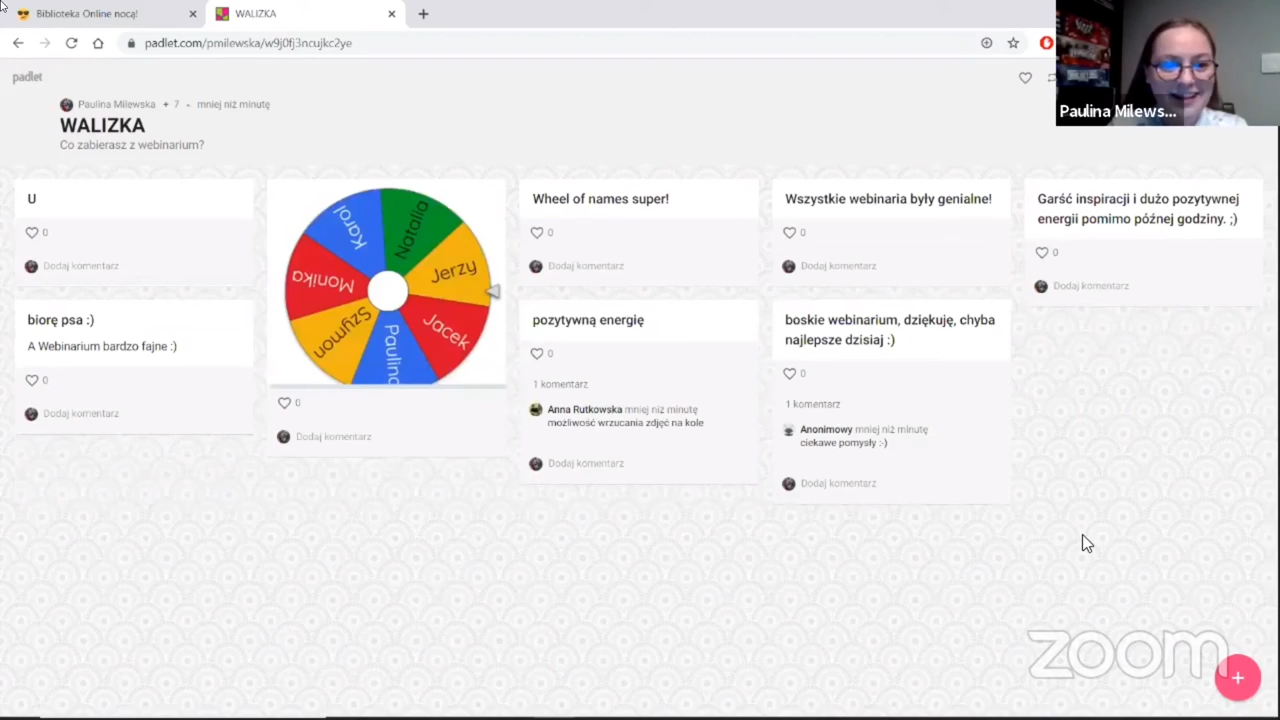 Biblioteka Online nocą!
WALIZKA
padlet.com/pmilewska/w9j0fj3ncujkc2ye
Paulina Milews...
padlet
Paulina Milewska + 7 - mniej niż minutę
WALIZKA
Co zabierasz z webinarium?
U
0
Dodaj komentarz
biorę psa :)
A Webinarium bardzo fajne :)
0
Dodaj komentarz
Karol
Natalia
Jerzy
Jacek
Paulina
Szymon
Monika
0
Dodaj komentarz
Wheel of names super!
0
Dodaj komentarz
pozytywną energię
0
1 komentarz
Anna Rutkowska mniej niż minutę
możliwość wrzucania zdjęć na kole
Dodaj komentarz
Wszystkie webinaria były genialne!
0
Dodaj komentarz
boskie webinarium, dziękuję, chyba
najlepsze dzisiaj :)
0
1 komentarz
Anonimowy mniej niż minutę
ciekawe pomysły :-)
Dodaj komentarz
Garść inspiracji i dużo pozytywnej
energii pomimo późnej godziny. ;)
0
Dodaj komentarz
zoom